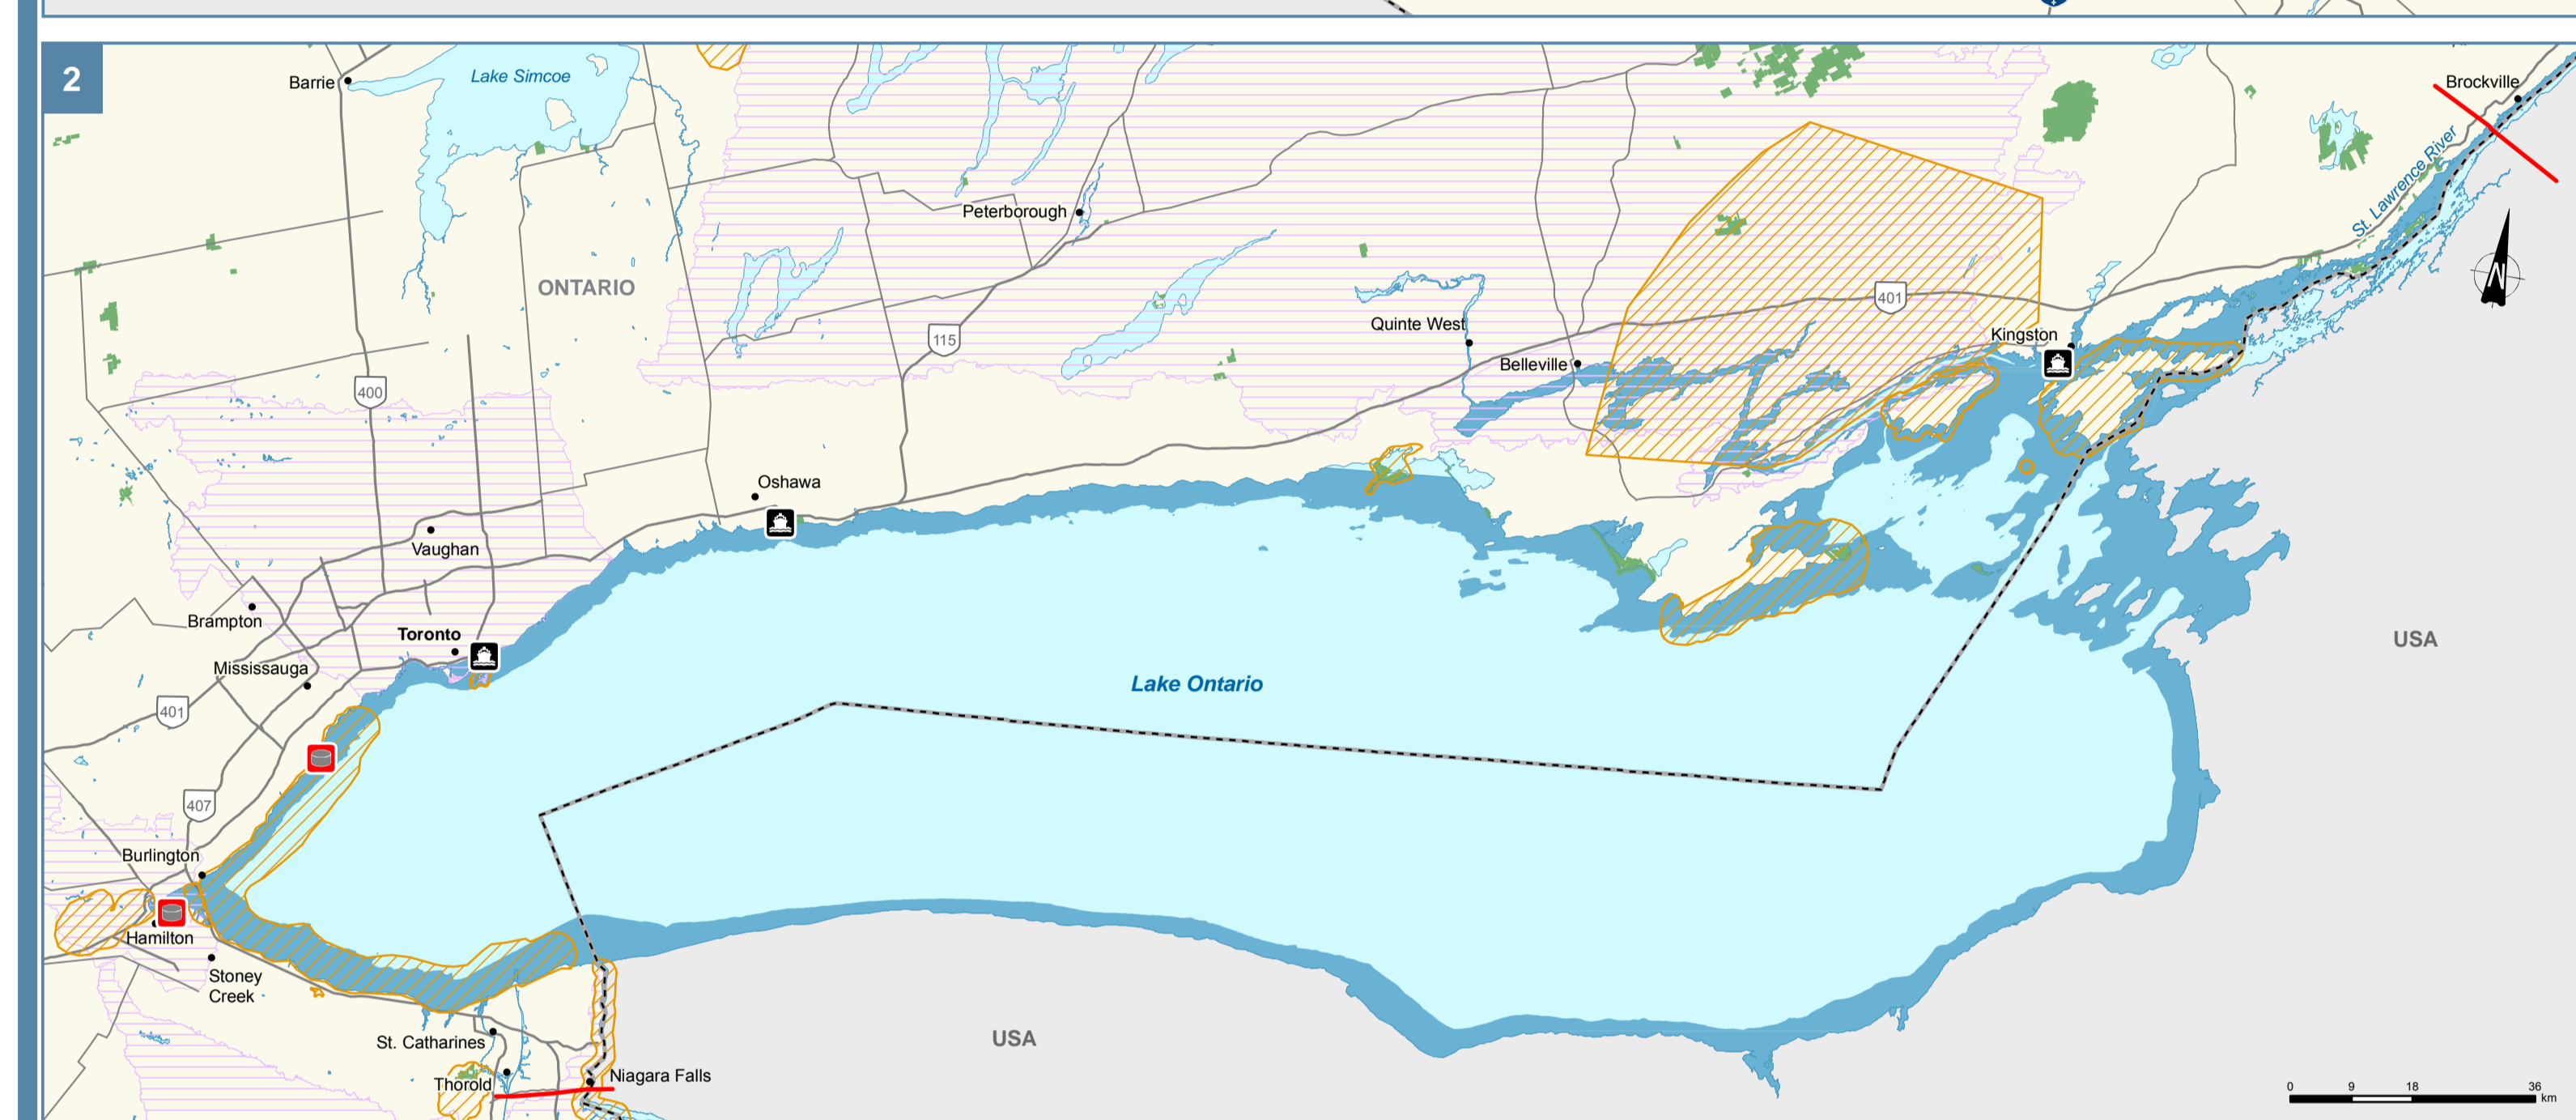 2
Barrie
Lake Simcoe
Brockville
St. Lawrence River
N
Peterborough
ONTARIO
401
Quinte West
115
Kingston
Belleville
400
Oshawa
Vaughan
Brampton
Toronto
USA
Mississauga
Lake Ontario
401
407
Burlington
Hamilton
Stoney
Creek
USA
St. Catharines
Niagara Falls
Thorold
0 9 18 36
km